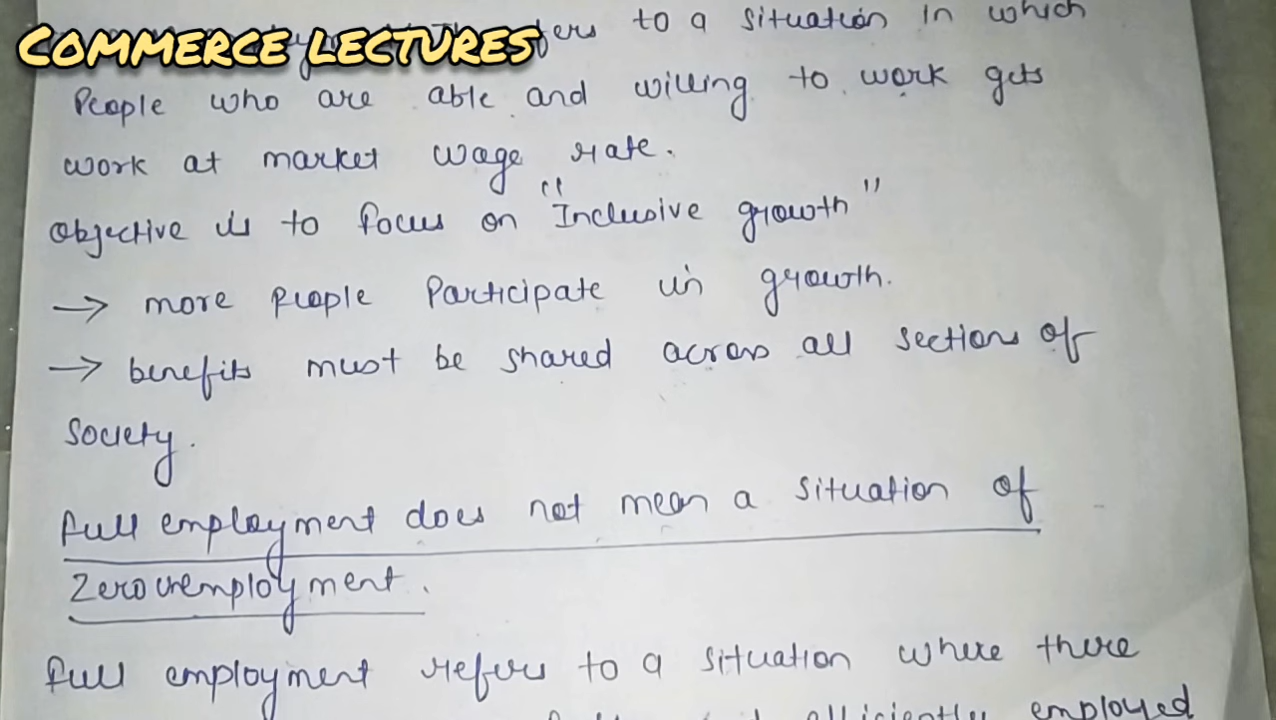 COMMERCE LECTURES
to a situation in which
People who are able and willing to work gets
work at market wage rate.
Objective is to focus on "Inclusive growth"
→ more people Participate in growth.
→ benefits must be shared across all sections of
Society.
full employment does not mean a situation of
Zero unemployment.
full employment refers to a situation where there
efficiently employed